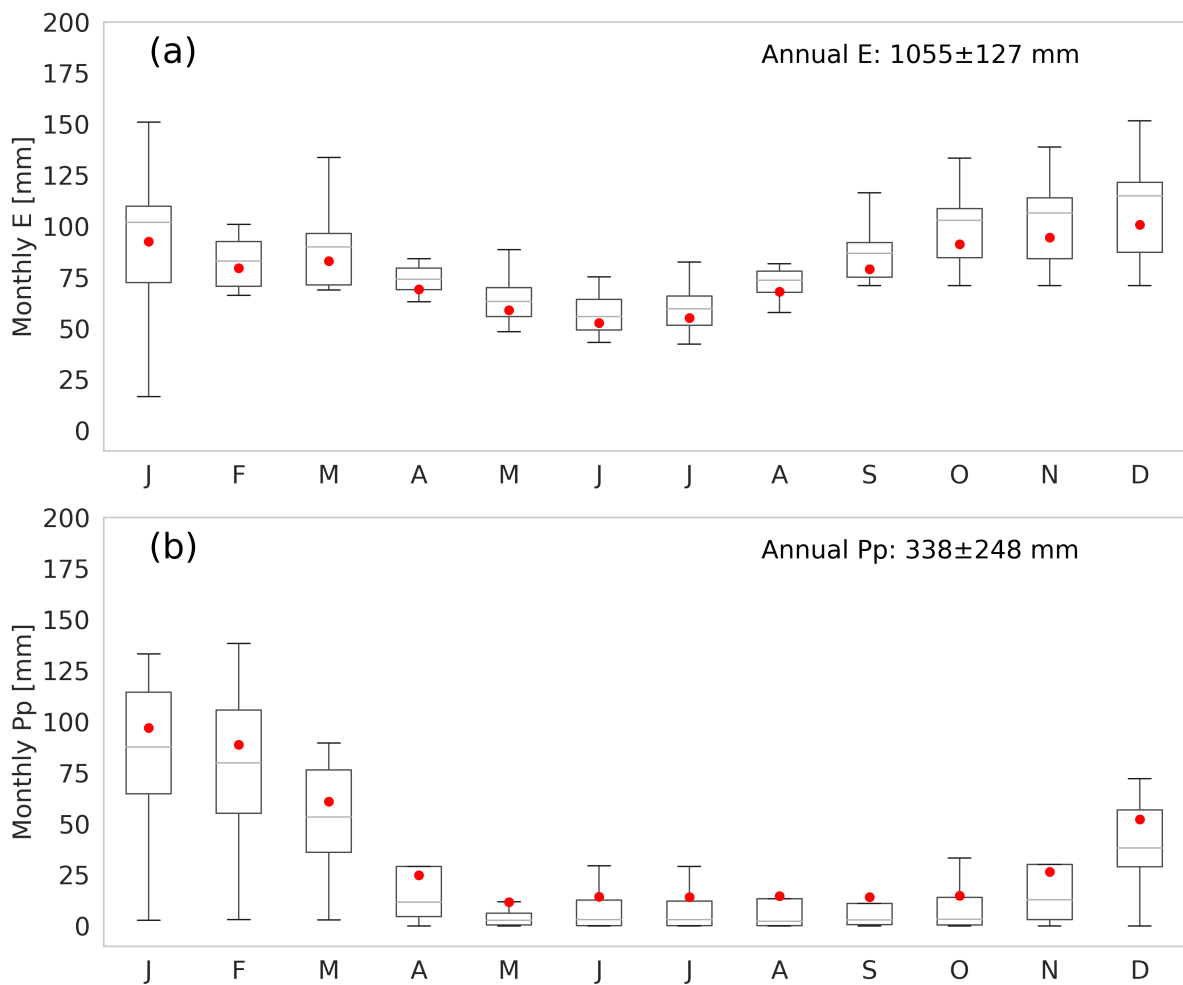 (a)
Annual E: 1055±127 mm
Monthly E [mm]
200
175
150
125
100
75
50
25
0
J F M A M J J A S O N D
(b)
Annual Pp: 338±248 mm
Monthly Pp [mm]
200
175
150
125
100
75
50
25
0
J F M A M J J A S O N D